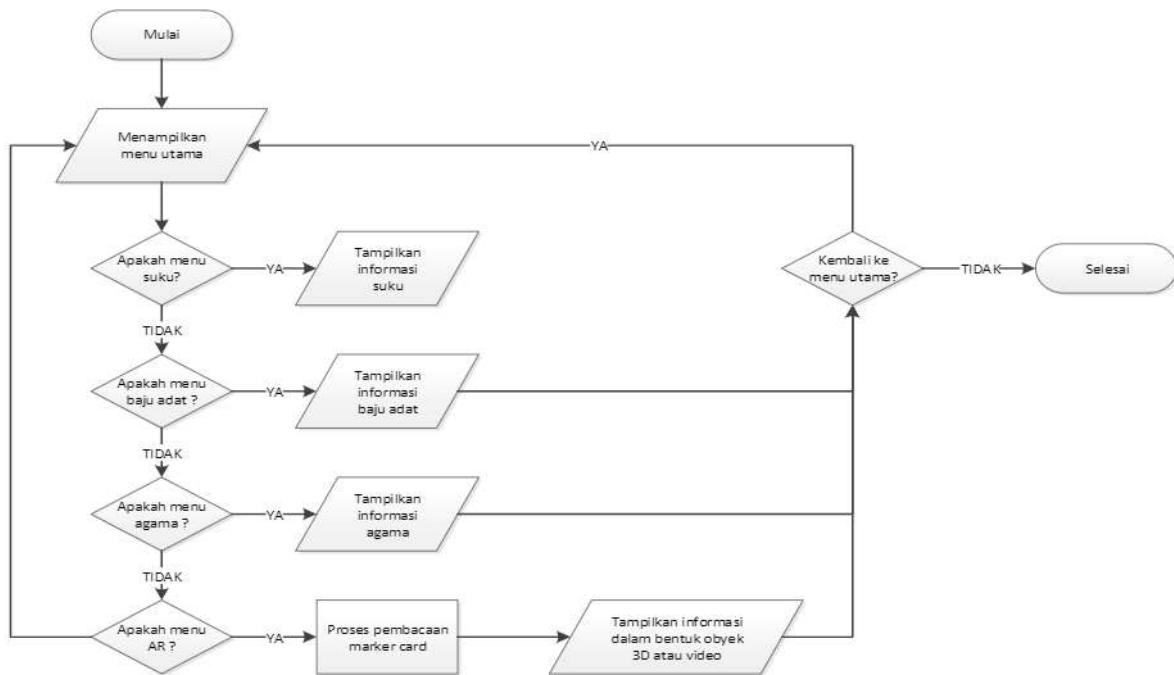 Mulai
Menampilkan
menu utama
YA
Apakah menu
suku?
YA
Tampilkan
informasi
suku
Kembali ke
menu utama?
TIDAK
Selesai
TIDAK
Apakah menu
baju adat ?
YA
Tampilkan
informasi
baju adat
TIDAK
Apakah menu
agama ?
YA
Tampilkan
informasi
agama
TIDAK
Apakah menu
AR ?
YA
Proses pembacaan
marker card
Tampilkan informasi
dalam bentuk obyek
3D atau video